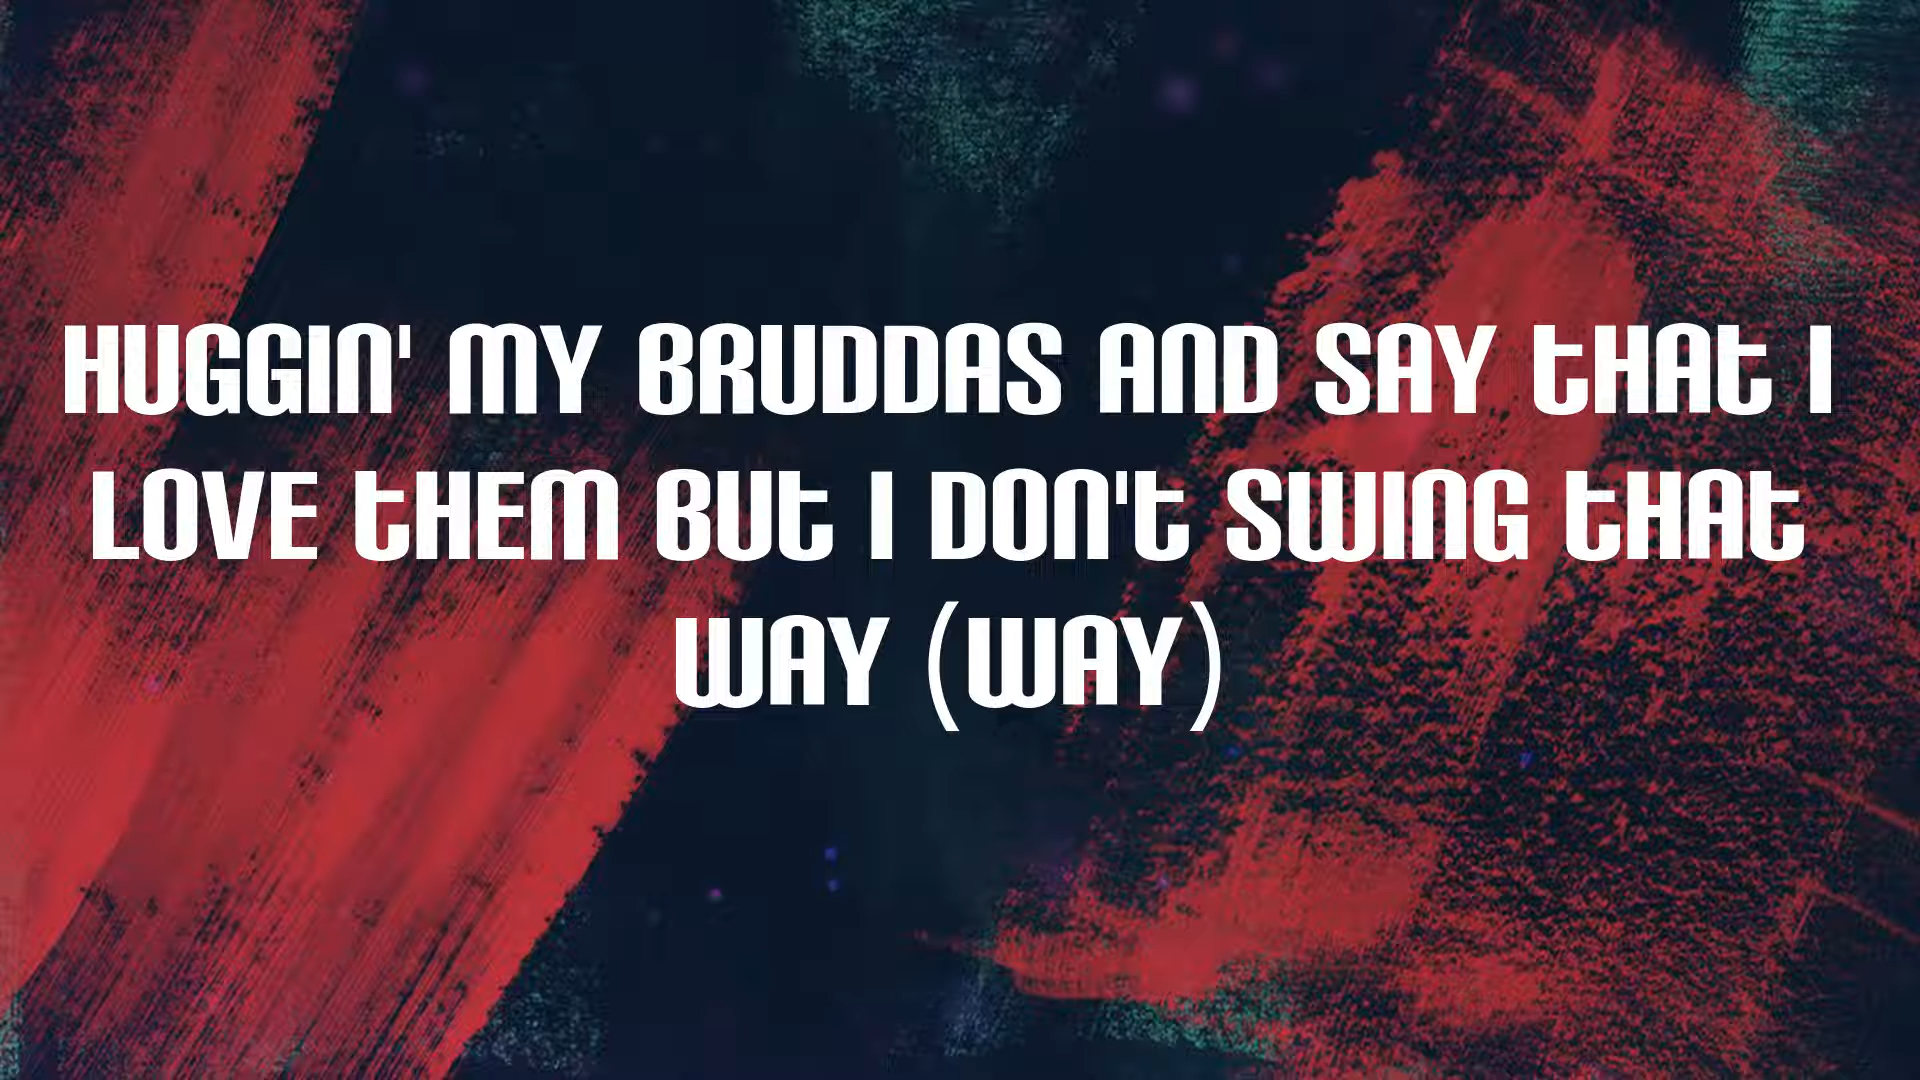 HUGGIN' MY BRUDDAS AND SAY THAT I
LOVE THEM BUT I DON'T SWING THAT
WAY (WAY)